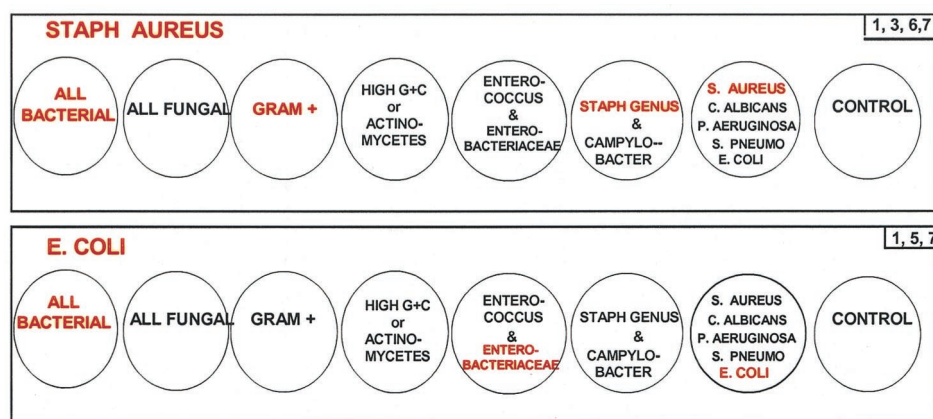 STAPH AUREUS
1, 3, 6,7
ALL
BACTERIAL
ALL FUNGAL
GRAM +
HIGH G+C
or
ACTINO-
MYCETES
ENTERO-
COCCUS
&
ENTERO-
BACTERIACEAE
STAPH GENUS
&
CAMPYLO--
BACTER
S. AUREUS
C. ALBICANS
P. AERUGINOSA
S. PNEUMO
E. COLI
CONTROL
E. COLI
1, 5, 7
ALL
BACTERIAL
ALL FUNGAL
GRAM +
HIGH G+C
or
ACTINO-
MYCETES
ENTERO-
COCCUS
&
ENTERO-
BACTERIACEAE
STAPH GENUS
&
CAMPYLO-
BACTER
S. AUREUS
C. ALBICANS
P. AERUGINOSA
S. PNEUMO
E. COLI
CONTROL